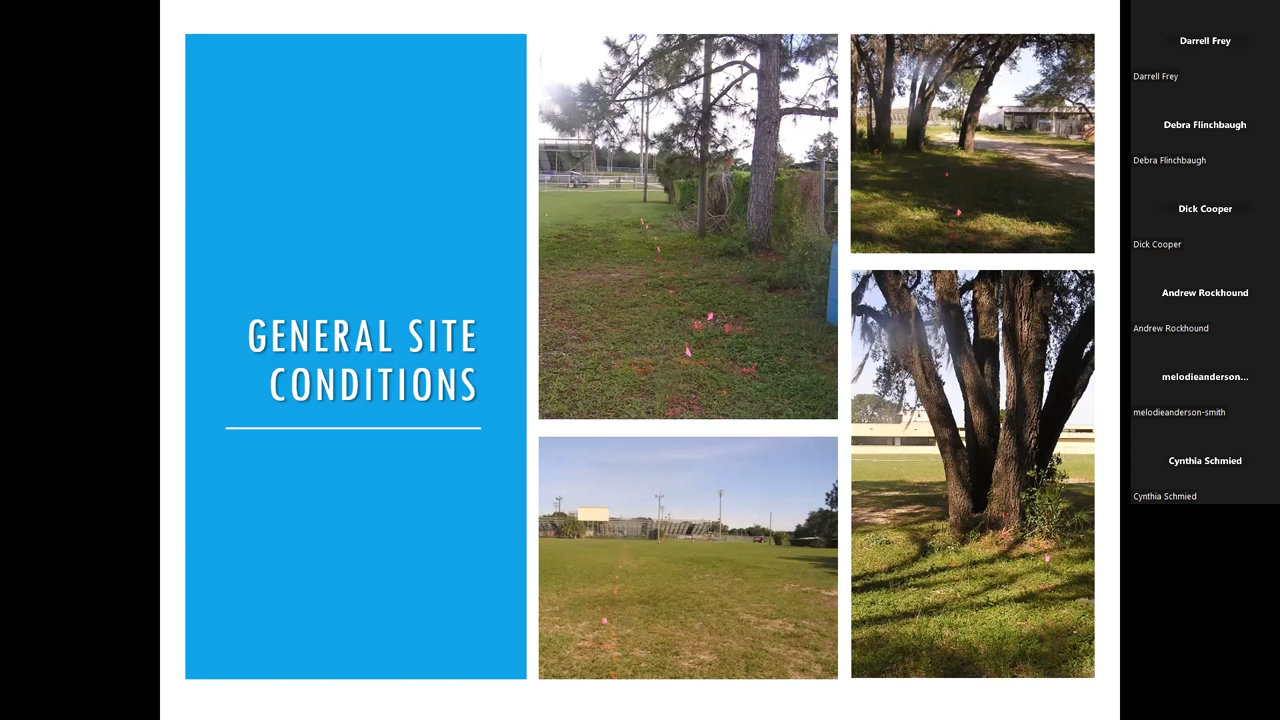 GENERAL SITE
CONDITIONS
Darrell Frey
Darrell Frey
Debra Flinchbaugh
Debra Flinchbaugh
Dick Cooper
Dick Cooper
Andrew Rockhound
Andrew Rockhound
melodieanderson...
melodieanderson-smith
Cynthia Schmied
Cynthia Schmied